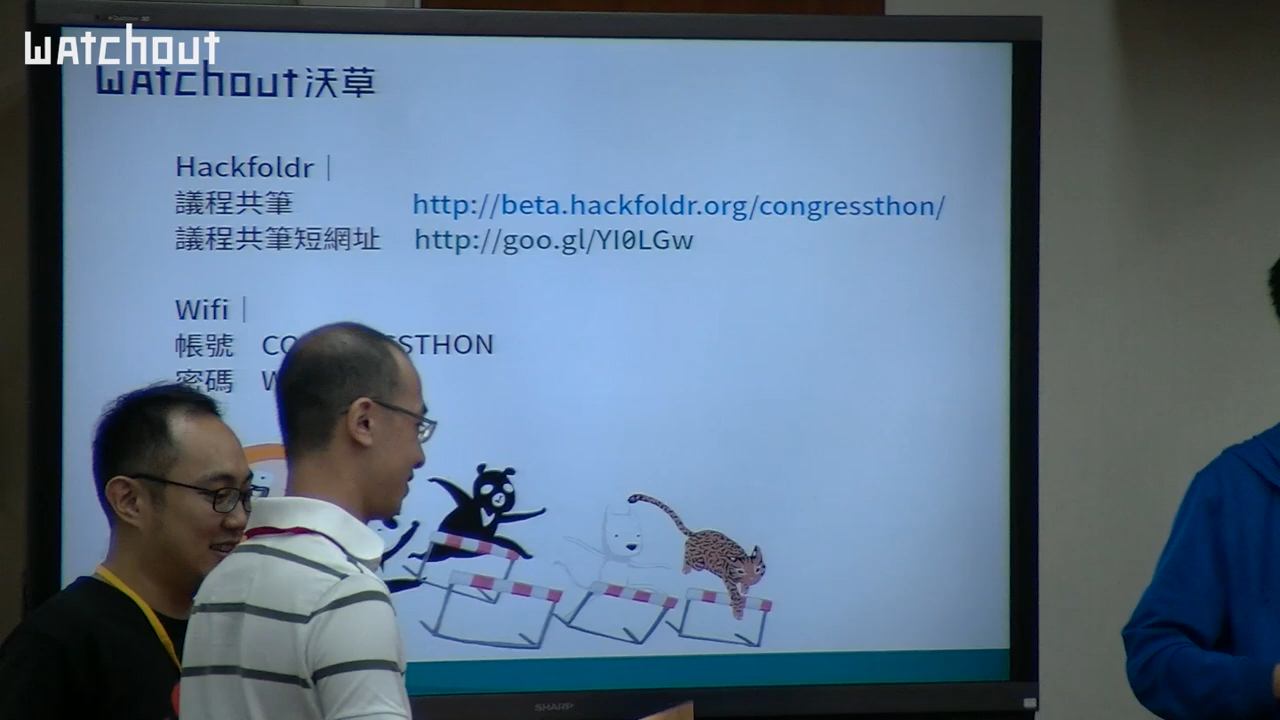 WATCHOUT
WATCHOUT沃草
Hackfoldr｜
議程共筆 http://beta.hackfoldr.org/congressthon/
議程共筆短網址 http://goo.gl/YI0LGw
Wifi｜
帳號
密碼
SHARP